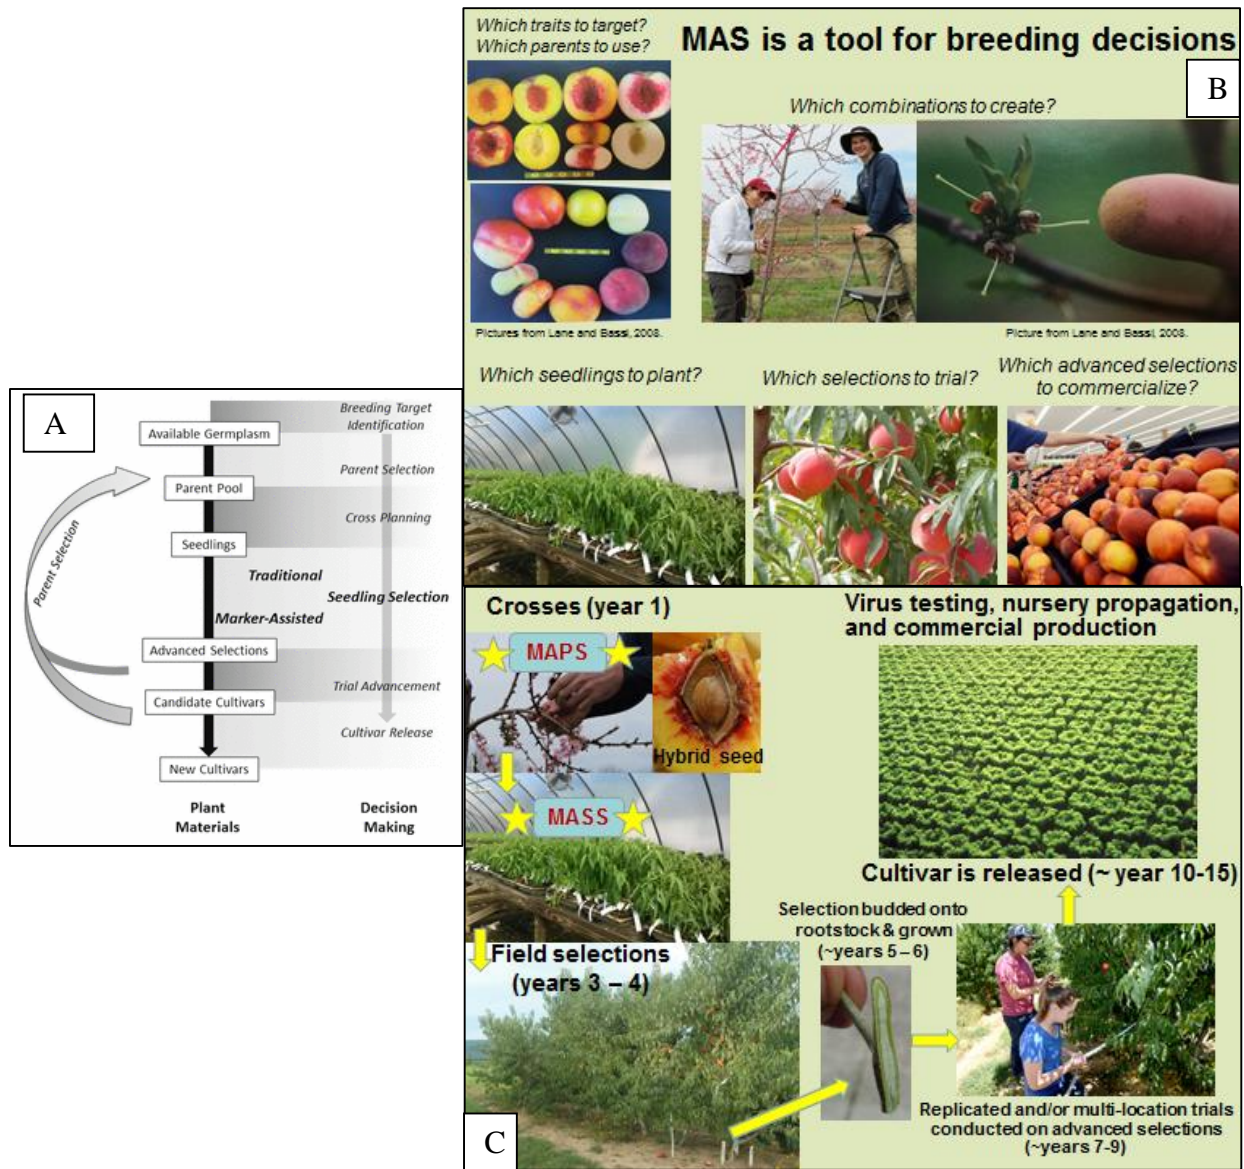 A
Available Germplasm
Parent Pool
Seedlings
Traditional
Marker-Assisted
Advanced Selections
Candidate Cultivars
New Cultivars
Plant
Materials
Parent Selection
Breeding Target
Identification
Parent Selection
Cross Planning
Seedling Selection
Trial Advancement
Cultivar Release
Decision
Making
Which traits to target?
Which parents to use?
MAS is a tool for breeding decisions
B
Which combinations to create?
Pictures from Lane and Bassi, 2008.
Picture from Lane and Bassi, 2008.
Which seedlings to plant?
Which selections to trial?
Which advanced selections
to commercialize?
Crosses (year 1)
MAPS
Hybrid seed
MASS
Field selections
(years 3 – 4)
C
Virus testing, nursery propagation,
and commercial production
Cultivar is released (~ year 10-15)
Selection budded onto
rootstock & grown
(~years 5 – 6)
Replicated and/or multi-location trials
conducted on advanced selections
(~years 7-9)